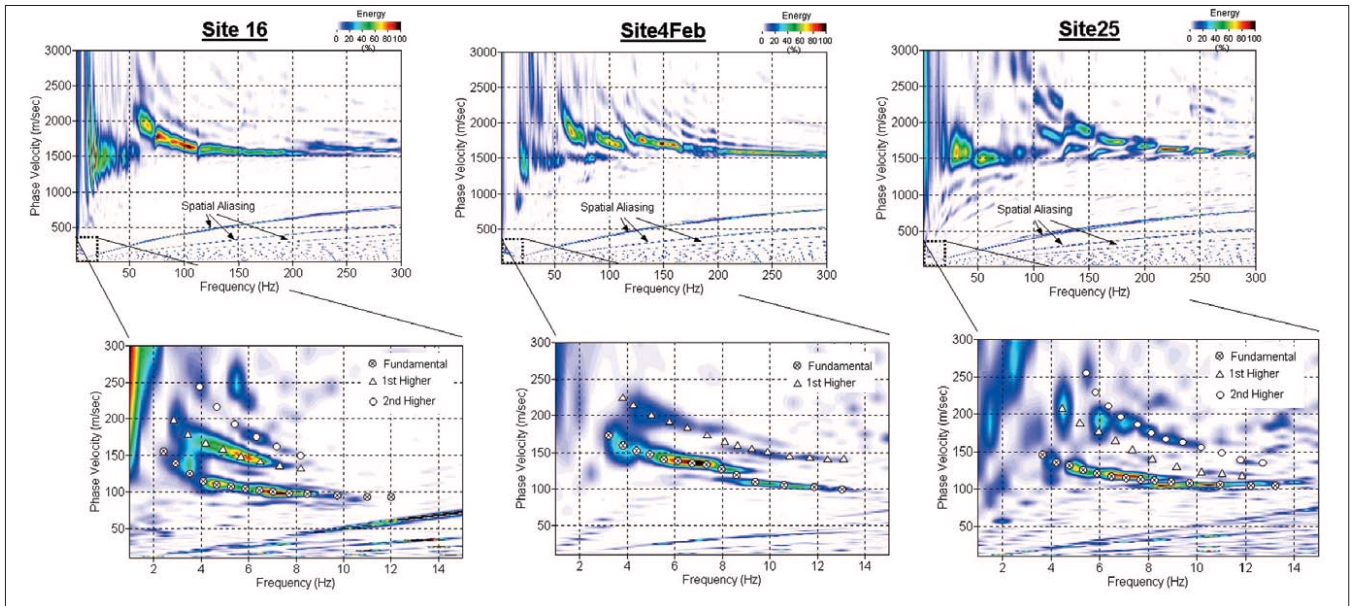 Site 16
Energy
0 20 40 60 80 100
(%)
3000
2500
2000
1500
1000
500
Phase Velocity (m/sec)
Spatial Aliasing
50 100 150 200 250 300
Frequency (Hz)
Site4Feb
Energy
0 20 40 60 80 100
(%)
3000
2500
2000
1500
1000
500
Phase Velocity (m/sec)
Spatial Aliasing
50 100 150 200 250 300
Frequency (Hz)
Site25
Energy
0 20 40 60 80 100
(%)
3000
2500
2000
1500
1000
500
Phase Velocity (m/sec)
Spatial Aliasing
50 100 150 200 250 300
Frequency (Hz)
300
250
200
150
100
50
Phase Velocity (m/sec)
Fundamental
1st Higher
2nd Higher
2 4 6 8 10 12 14
Frequency (Hz)
300
250
200
150
100
50
Phase Velocity (m/sec)
Fundamental
1st Higher
2 4 6 8 10 12 14
Frequency (Hz)
300
250
200
150
100
50
Phase Velocity (m/sec)
Fundamental
1st Higher
2nd Higher
2 4 6 8 10 12 14
Frequency (Hz)